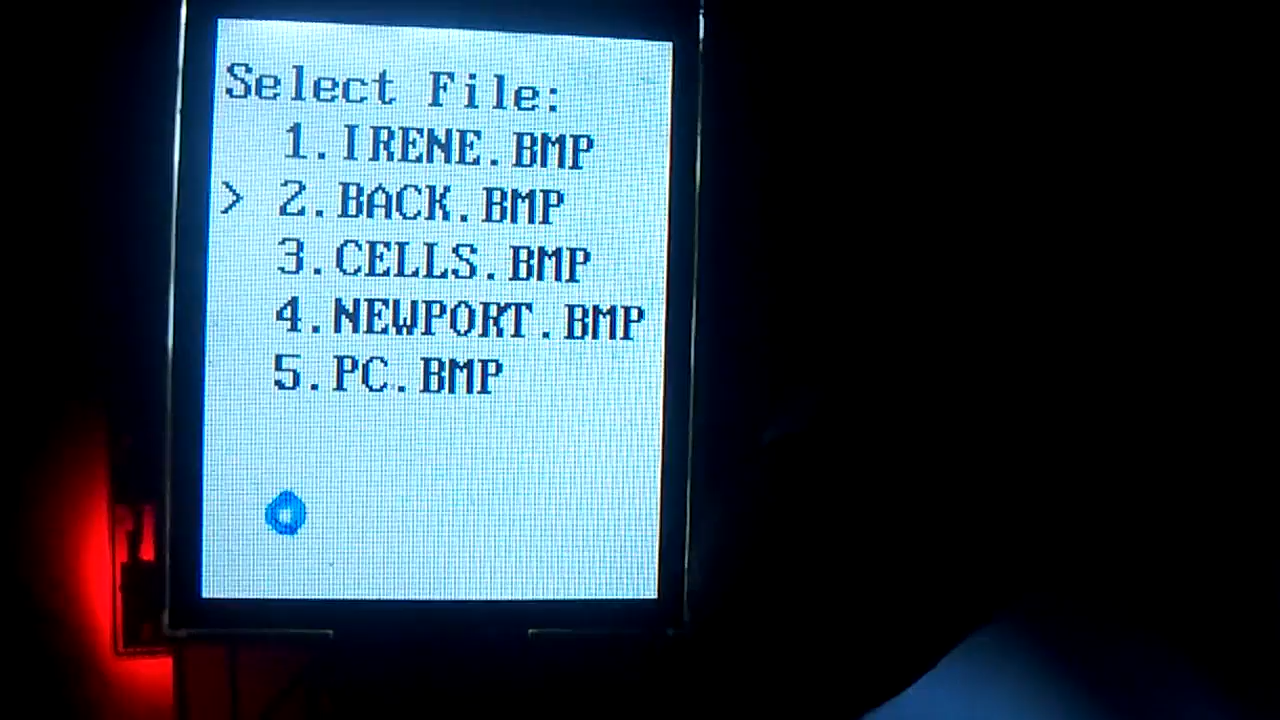 Select File:
1.IRENE.BMP
> 2.BACK.BMP
3.CELLS.BMP
4.NEWPORT.BMP
5.PC.BMP